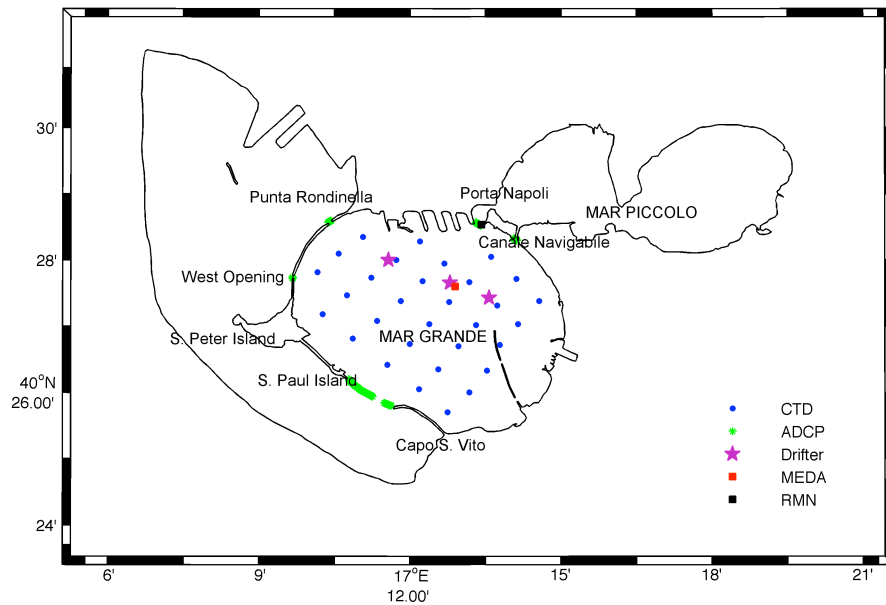 30'
Punta Rondinella
Porta Napoli
MAR PICCOLO
Canale Navigabile
28'
West Opening
S. Peter Island
MAR GRANDE
S. Paul Island
40°N
26.00'
Capo S. Vito
CTD
ADCP
Drifter
MEDA
RMN
24'
6'
9'
17°E
12.00'
15'
18'
21'